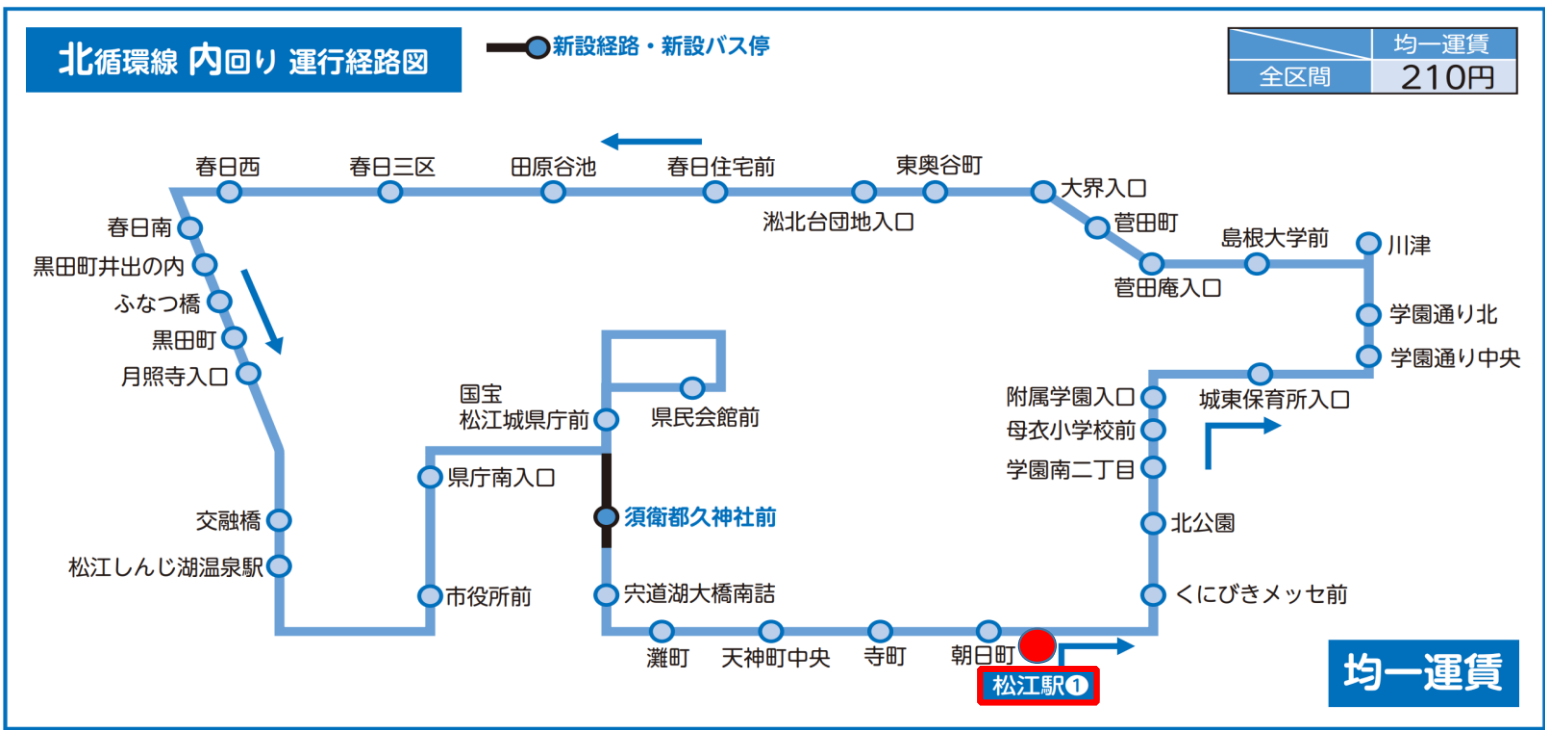 北循環線 内回り 運行経路図
新設経路・新設バス停
均一運賃
全区間 210円
春日西
春日三区
田原谷池
春日住宅前
東奥谷町
淞北台団地入口
大界入口
菅田町
菅田庵入口
島根大学前
川津
学園通り北
学園通り中央
城東保育所入口
附属学園入口
母衣小学校前
学園南二丁目
北公園
くにびきメッセ前
春日南
黒田町井出の内
ふなつ橋
黒田町
月照寺入口
交融橋
松江しんじ湖温泉駅
市役所前
県庁南入口
国宝
松江城県庁前
県民会館前
須衛都久神社前
宍道湖大橋南詰
灘町
天神町中央
寺町
朝日町
松江駅❶
均一運賃